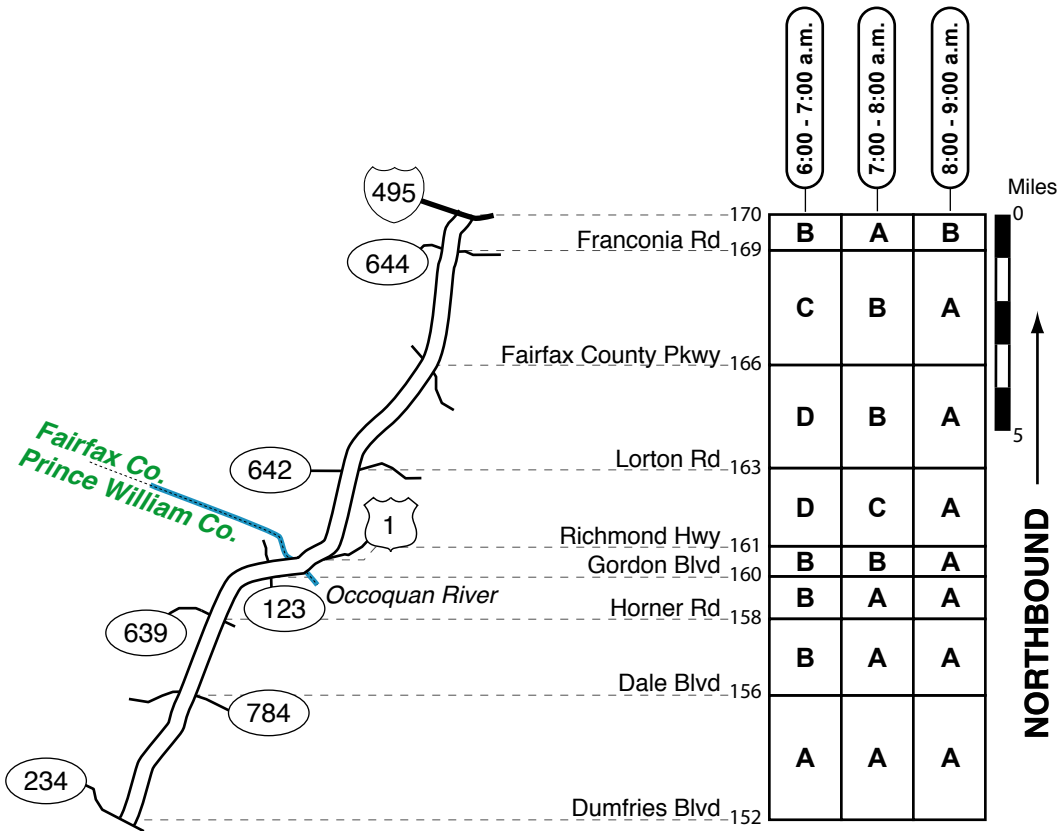 6:00 - 7:00 a.m.
7:00 - 8:00 a.m.
8:00 - 9:00 a.m.
Miles
495
170
0
B
A
B
Franconia Rd
169
644
C
B
A
Fairfax County Pkwy
166
D
B
A
5
Fairfax Co.
Prince William Co.
642
Lorton Rd
163
D
C
A
1
Richmond Hwy
161
Gordon Blvd
160
B
B
A
123
Occoquan River
Horner Rd
158
B
A
A
639
B
A
A
Dale Blvd
156
784
NORTHBOUND
234
A
A
A
Dumfries Blvd
152